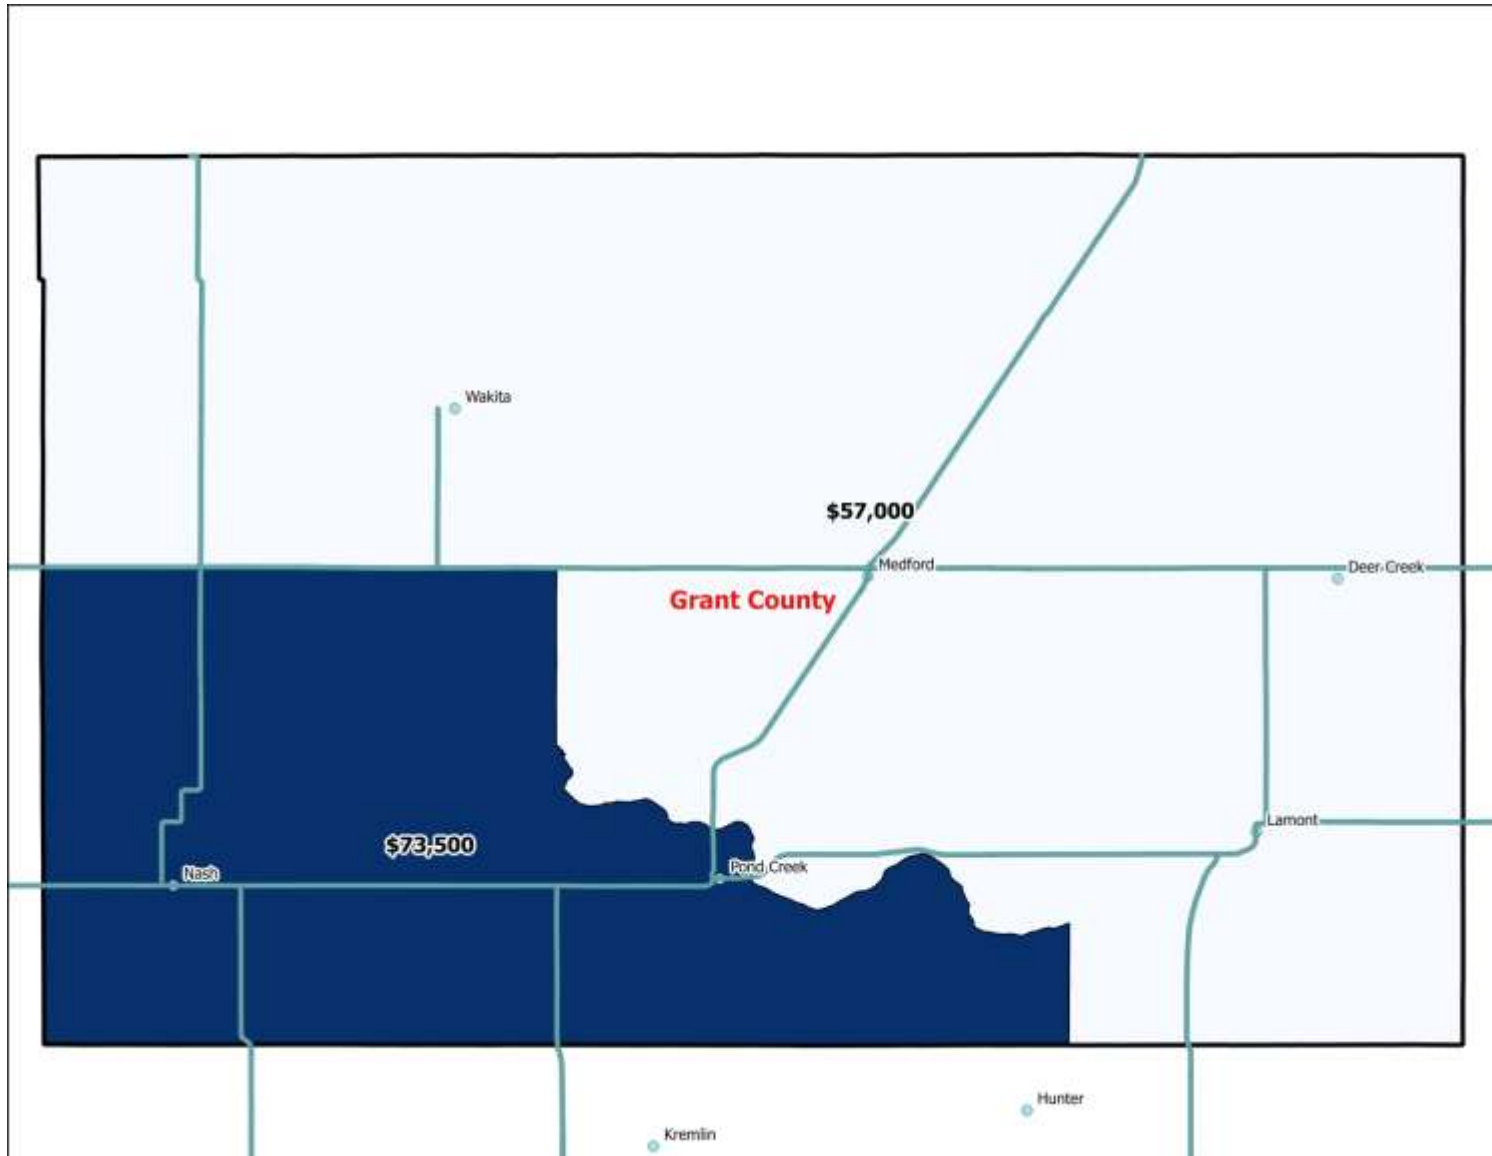 Wakita
$57,000
Medford
Deer Creek
Grant County
Lamont
$73,500
Nash
Pond Creek
Hunter
Kremlin